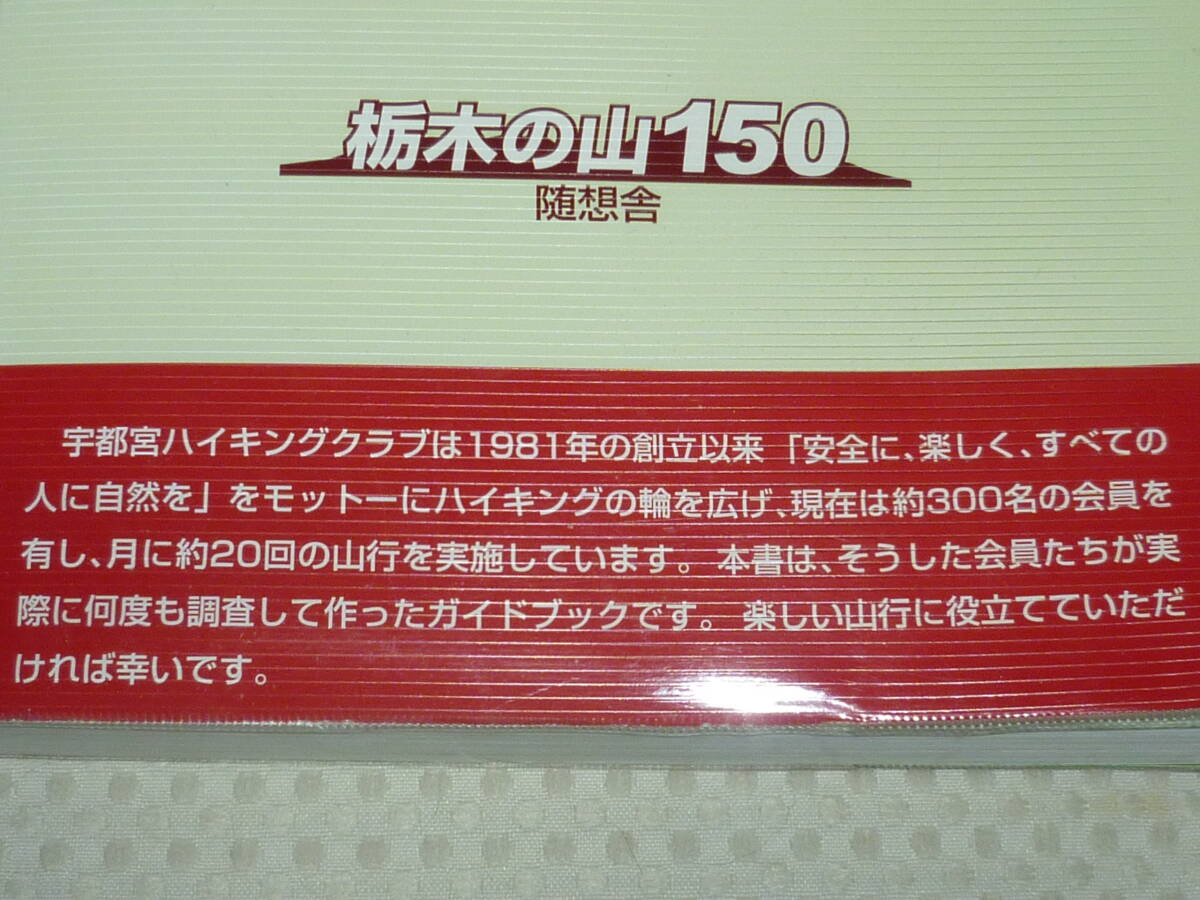 栃木の山150
随想舎
宇都宮ハイキングクラブは1981年の創立以来「安全に、楽しく、すべての
人に自然を」をモットーにハイキングの輪を広げ、現在は約300名の会員を
有し、月に約20回の山行を実施しています。本書は、そうした会員たちが実
際に何度も調査して作ったガイドブックです。楽しい山行に役立てていただ
ければ幸いです。